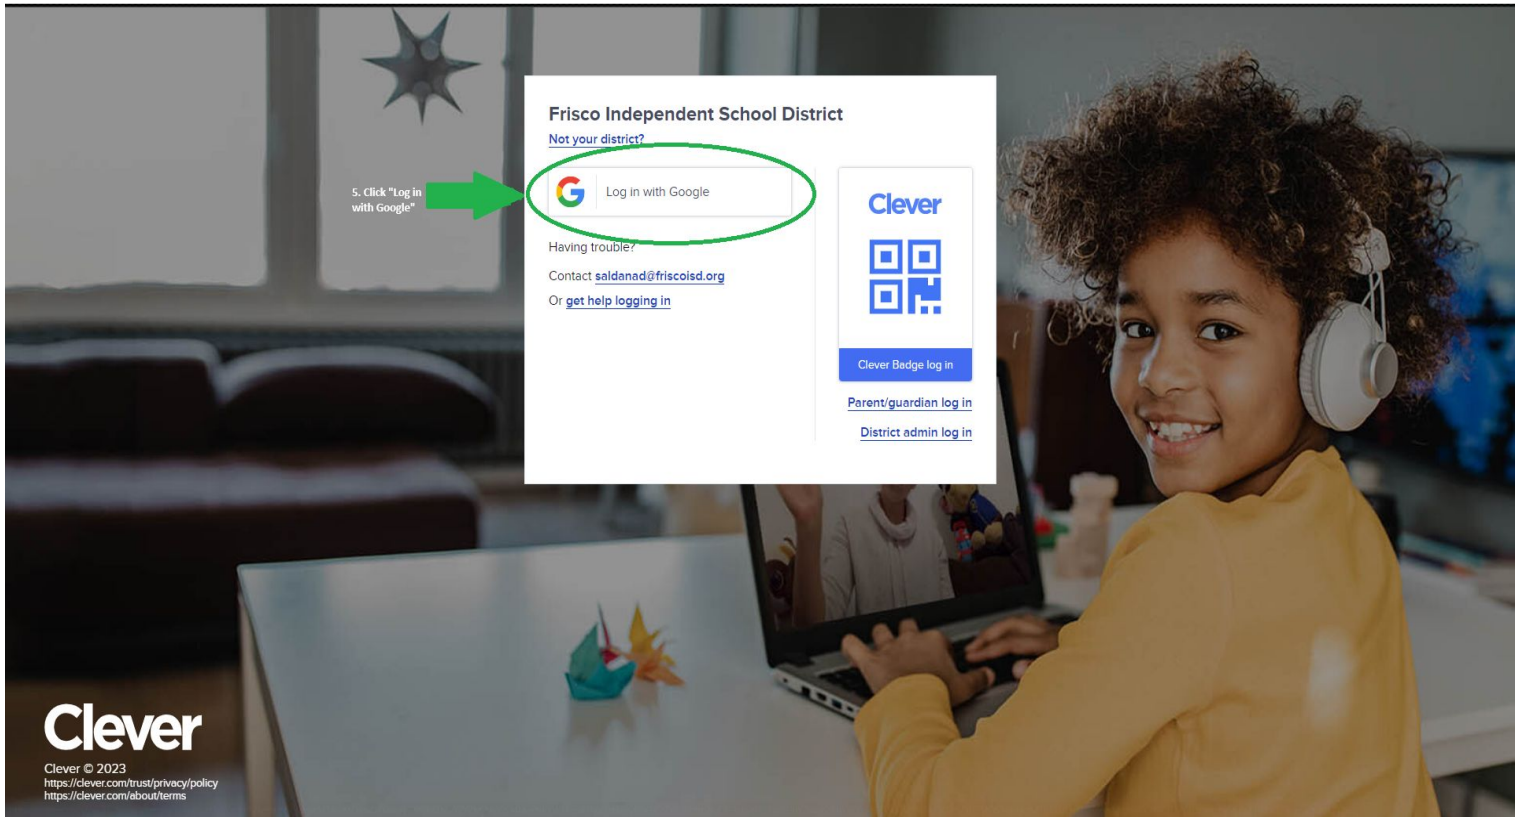 Frisco Independent School District
Not your district?
5. Click "Log in
with Google"
Log in with Google
Having trouble?
Contact saldanad@friscoisd.org
Or get help logging in
Clever
Clever Badge log in
Parent/guardian log in
District admin log in
Clever
Clever © 2023
https://clever.com/trust/privacy/policy
https://clever.com/about/terms